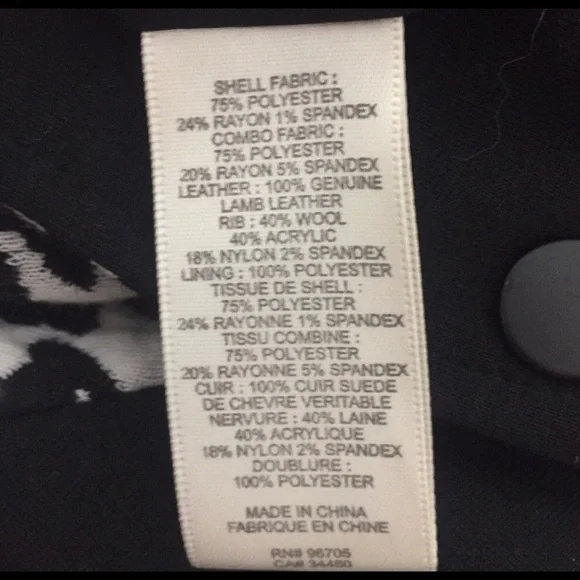 SHELL FABRIC :
75% POLYESTER
24% RAYON 1% SPANDEX
COMBO FABRIC :
75% POLYESTER
20% RAYON 5% SPANDEX
LEATHER : 100% GENUINE
LAMB LEATHER
RIB : 40% WOOL
40% ACRYLIC
18% NYLON 2% SPANDEX
LINING : 100% POLYESTER
TISSUE DE SHELL :
75% POLYESTER
24% RAYONNE 1% SPANDEX
TISSU COMBINE :
75% POLYESTER
20% RAYONNE 5% SPANDEX
CUIR : 100% CUIR SUEDE
DE CHEVRE VERITABLE
NERVURE : 40% LAINE
40% ACRYLIQUE
18% NYLON 2% SPANDEX
DOUBLURE :
100% POLYESTER
MADE IN CHINA
FABRIQUE EN CHINE
RN# 96705
CA# 34480